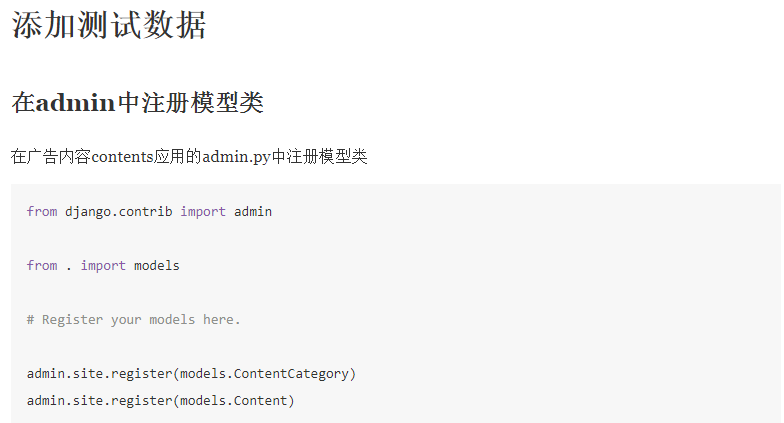 添加测试数据
在admin中注册模型类
在广告内容contents应用的admin.py中注册模型类
from django.contrib import admin
from . import models
# Register your models here.
admin.site.register(models.ContentCategory)
admin.site.register(models.Content)